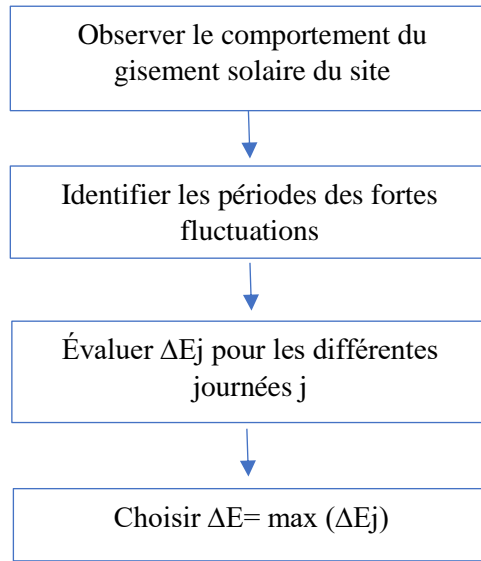 Observer le comportement du
gisement solaire du site
Identifier les périodes des fortes
fluctuations
Évaluer ΔEj pour les différentes
journées j
Choisir ΔE= max (ΔEj)